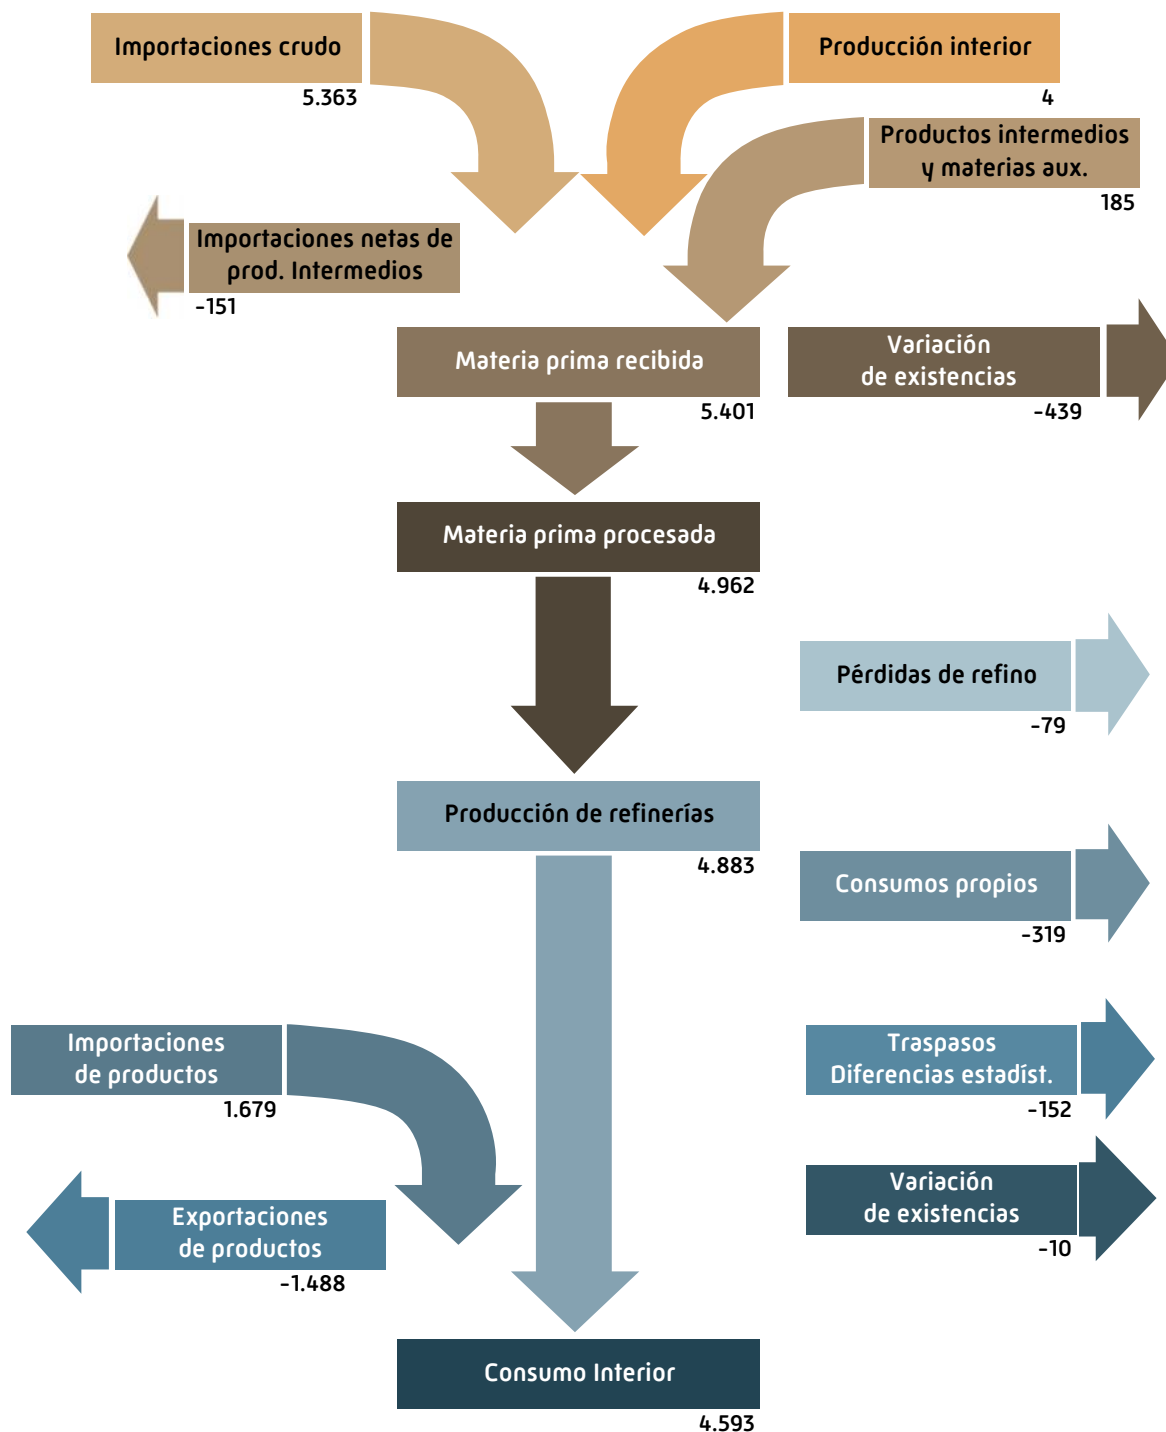 Importaciones crudo
5.363
Producción interior
4
Productos intermedios
y materias aux.
185
Importaciones netas de
prod. Intermedios
-151
Materia prima recibida
5.401
Variación
de existencias
-439
Materia prima procesada
4.962
Pérdidas de refino
-79
Producción de refinerías
4.883
Consumos propios
-319
Importaciones
de productos
1.679
Traspasos
Diferencias estadíst.
-152
Exportaciones
de productos
-1.488
Variación
de existencias
-10
Consumo Interior
4.593